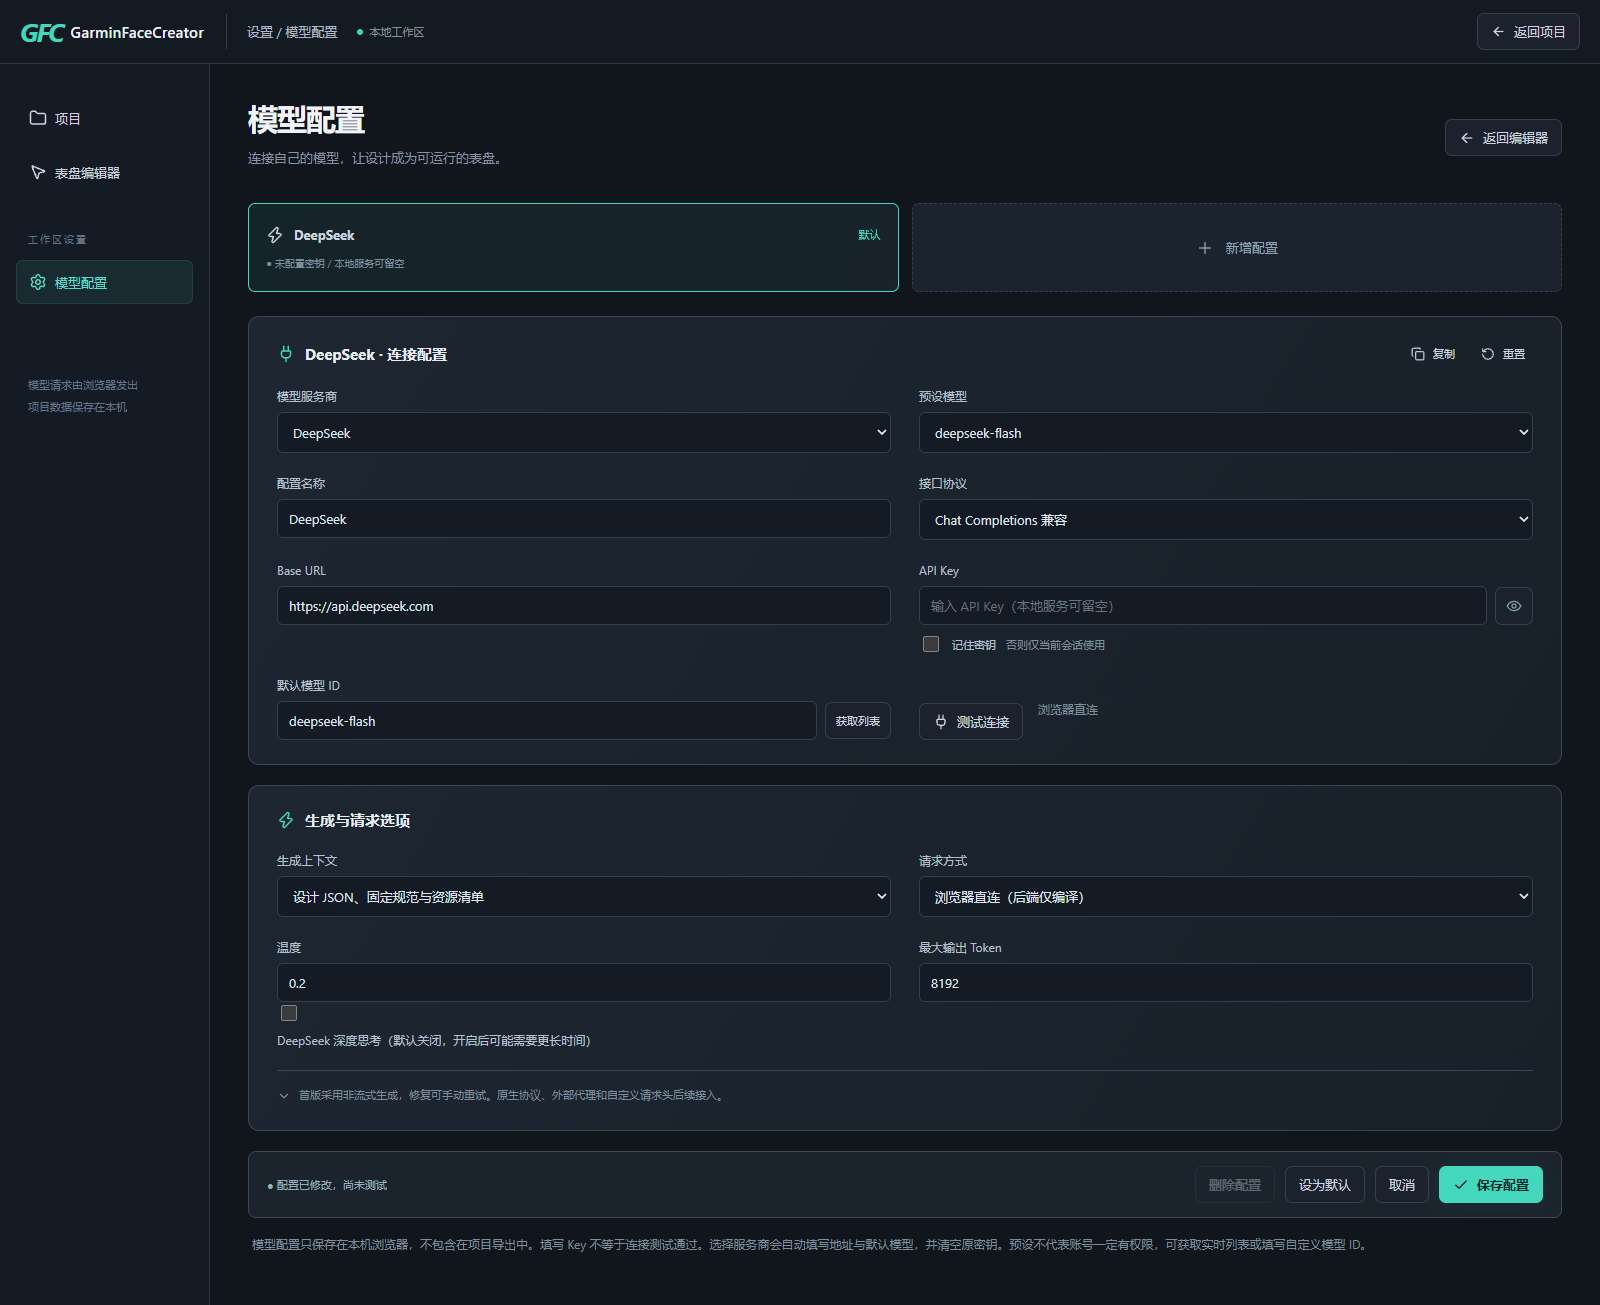 GFC GarminFaceCreator
设置 / 模型配置
本地工作区
返回项目
项目
表盘编辑器
工作区设置
模型配置
模型请求由浏览器发出
项目数据保存在本机
模型配置
连接自己的模型，让设计成为可运行的表盘。
返回编辑器
DeepSeek
默认
未配置密钥 / 本地服务可留空
新增配置
DeepSeek · 连接配置
复制
重置
模型服务商
预设模型
DeepSeek
deepseek-flash
配置名称
接口协议
DeepSeek
Chat Completions 兼容
Base URL
API Key
https://api.deepseek.com
输入 API Key（本地服务可留空）
记住密钥 否则仅当前会话使用
默认模型 ID
deepseek-flash
获取列表
测试连接
浏览器直连
生成与请求选项
生成上下文
请求方式
设计 JSON、固定规范与资源清单
浏览器直连（后端仅编译）
温度
最大输出 Token
0.2
8192
DeepSeek 深度思考（默认关闭，开启后可能需要更长时间）
首版采用非流式生成，修复可手动重试。原生协议、外部代理和自定义请求头后续接入。
配置已修改，尚未测试
删除配置
设为默认
取消
保存配置
模型配置只保存在本机浏览器，不包含在项目导出中。填写 Key 不等于连接测试通过。选择服务商会自动填写地址与默认模型，并清空原密钥。预设不代表账号一定有权限，可获取实时列表或填写自定义模型 ID。